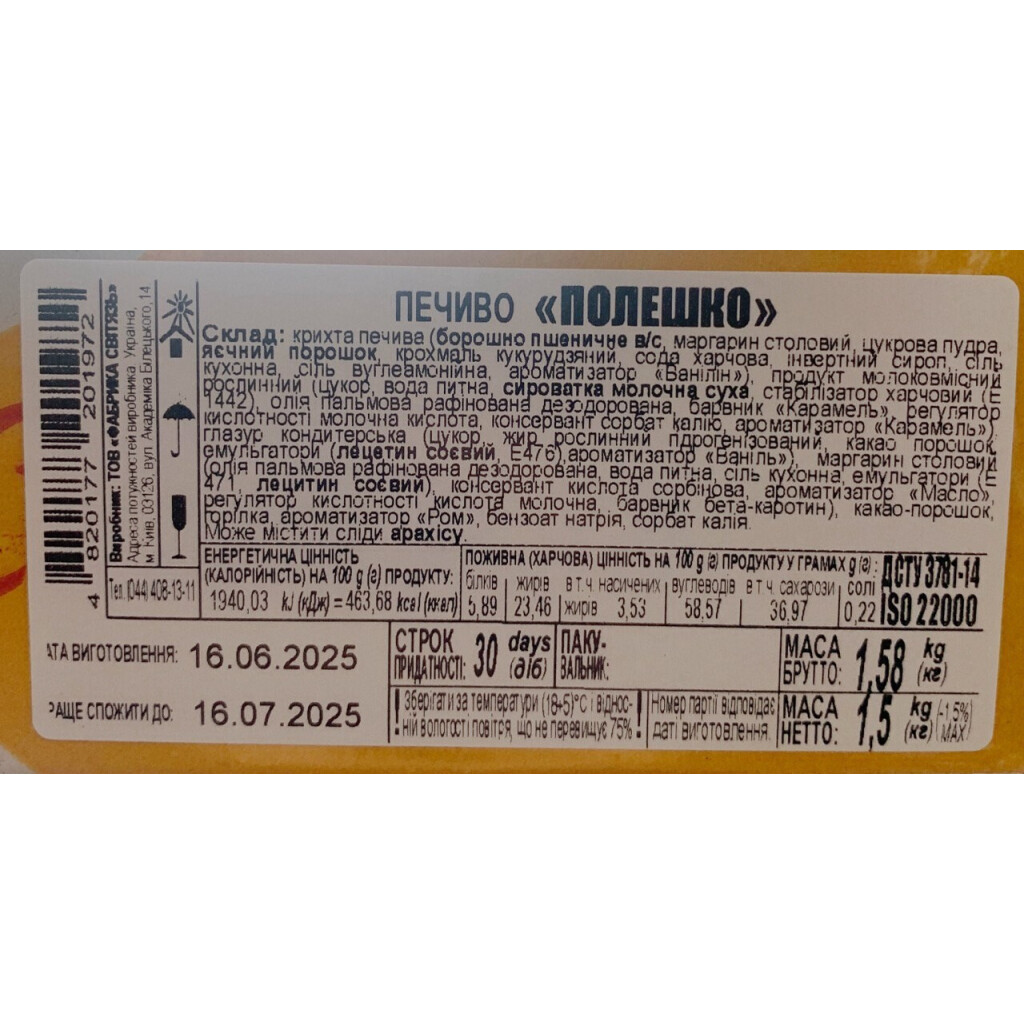 ПЕЧИВО «ПОЛЕШКО»
Склад: крихта печива (борошно пшеничне в/с, маргарин столовий, цукрова пудра,
яєчний порошок, крохмаль кукурудзяний, сода харчова, інвертний сироп, сіль
кухонна, сіль вуглеамонійна, ароматизатор «Ванілін»), продукт молоковмісний
рослинний (цукор, вода питна, сироватка молочна суха, стабілізатор харчовий (Е
1442), олія пальмова рафінована дезодорована, барвник «Карамель», регулятор
кислотності молочна кислота, консервант сорбат калію, ароматизатор «Карамель»),
глазур кондитерська (цукор, жир рослинний гідрогенізований, какао порошок,
емульгатори (лецетин соєвий, Е476),ароматизатор «Ваніль»), маргарин столовий
(олія пальмова рафінована дезодорована, вода питна, сіль кухонна, емульгатори (Е
471, лецитин соєвий), консервант кислота сорбінова, ароматизатор «Масло»,
регулятор кислотності кислота молочна, барвник бета-каротин), какао-порошок,
горілка, ароматизатор «Ром», бензоат натрія, сорбат калія.
Може містити сліди арахісу.
ЕНЕРГЕТИЧНА ЦІННІСТЬ
(КАЛОРІЙНІСТЬ) НА 100 g (г) ПРОДУКТУ:
1940,03 kJ (кДж) = 463,68 kcal (ккал)
ПОЖИВНА (ХАРЧОВА) ЦІННІСТЬ НА 100 g (г) ПРОДУКТУ У ГРАМАХ g (г):
білків жирів в т.ч. насичених вуглеводів в т.ч. сахарози солі
5,89 23,46 жирів 3,53 58,57 36,97 0,22
ДСТУ 3781-14
ISO 22000
АТА ВИГОТОВЛЕННЯ: 16.06.2025
РАЩЕ СПОЖИТИ ДО: 16.07.2025
СТРОК
ПРИДАТНОСТІ: 30 days (діб)
ПАКУ-
ВАЛЬНИК:
МАСА
БРУТТО: 1,58 kg (кг)
! Зберігати за температури (18±5)°С і віднос-
ній вологості повітря, що не перевищує 75% !
Номер партії відповідає
даті виготовлення.
МАСА
НЕТТО: 1,5 kg (кг) (-1,5% MAX)
4 820177 201972
Виробник: ТОВ «ФАБРИКА СВІТЯЗЬ»
Адреса потужностей виробника Україна,
м Київ, 03126, вул Академіка Білецького, 14
Тел. (044) 408-13-11